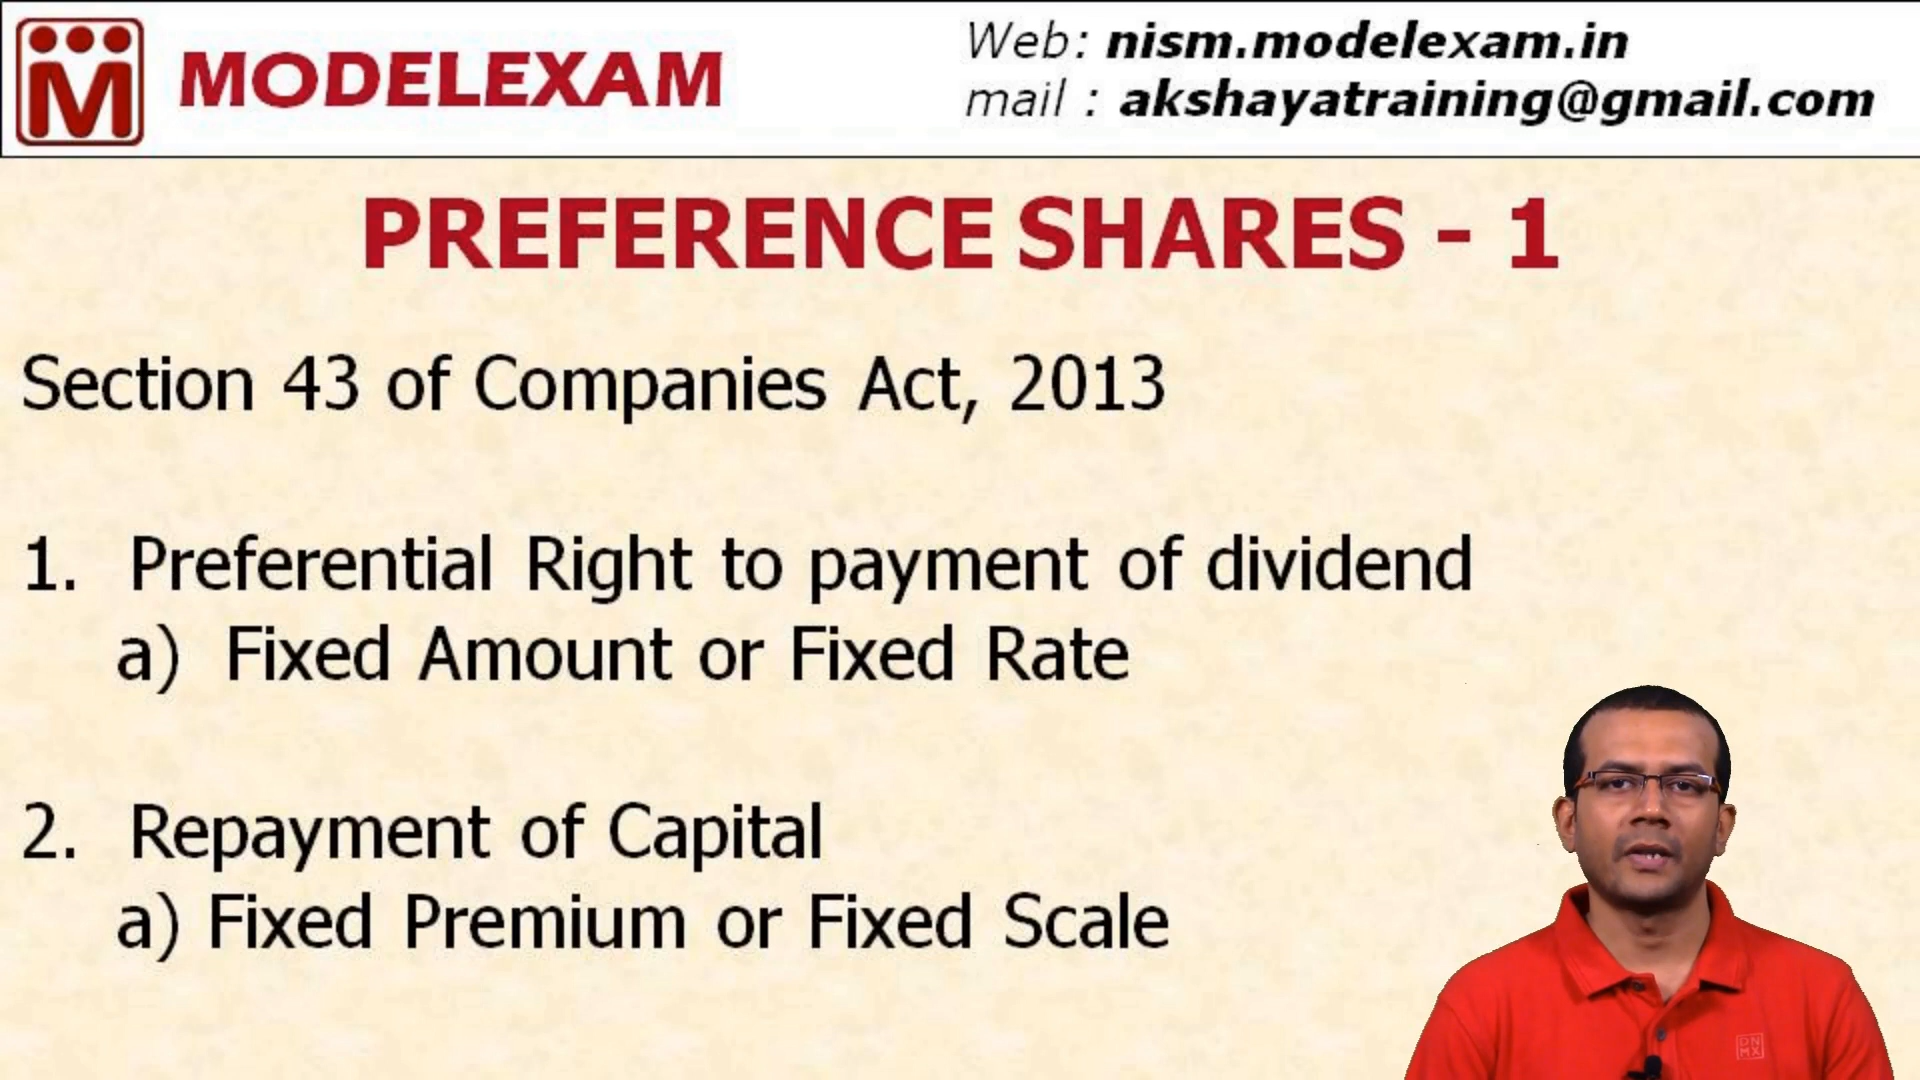 MODELEXAM
Web: nism.modelexam.in
mail : akshayatraining@gmail.com
PREFERENCE SHARES - 1
Section 43 of Companies Act, 2013
1. Preferential Right to payment of dividend
a) Fixed Amount or Fixed Rate
2. Repayment of Capital
a) Fixed Premium or Fixed Scale
DN
MX